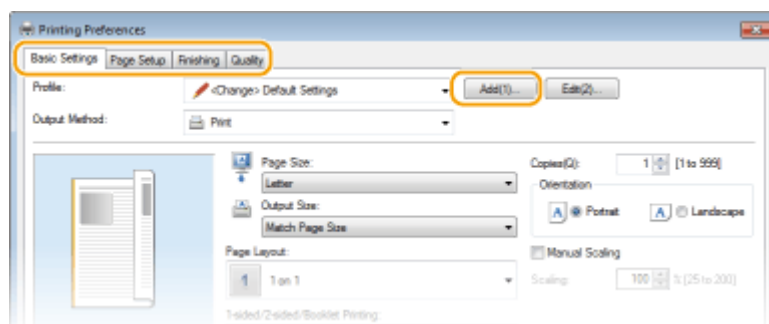 Printing Preferences
Basic Settings Page Setup Finishing Quality
Profile: <Change> Default Settings Add(1)... Edit(2)...
Output Method: Print
Page Size: Copies(Q): 1 [1 to 999]
Letter Orientation
Output Size: A Portrait A Landscape
Match Page Size
Page Layout: Manual Scaling
1 1 on 1 Scaling: 100 % [25 to 200]
1-sided/2-sided/Booklet Printing: